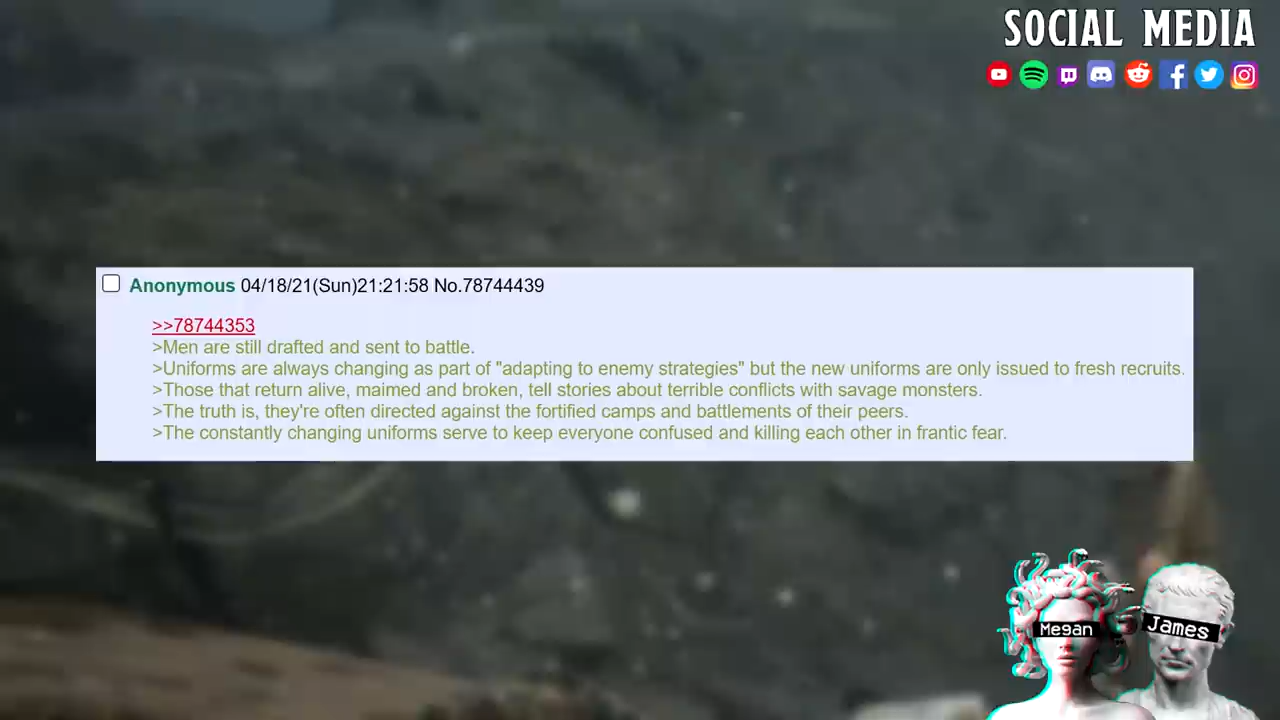 SOCIAL MEDIA
Anonymous 04/18/21(Sun)21:21:58 No.78744439
>>78744353
>Men are still drafted and sent to battle.
>Uniforms are always changing as part of "adapting to enemy strategies" but the new uniforms are only issued to fresh recruits.
>Those that return alive, maimed and broken, tell stories about terrible conflicts with savage monsters.
>The truth is, they're often directed against the fortified camps and battlements of their peers.
>The constantly changing uniforms serve to keep everyone confused and killing each other in frantic fear.
Megan
James